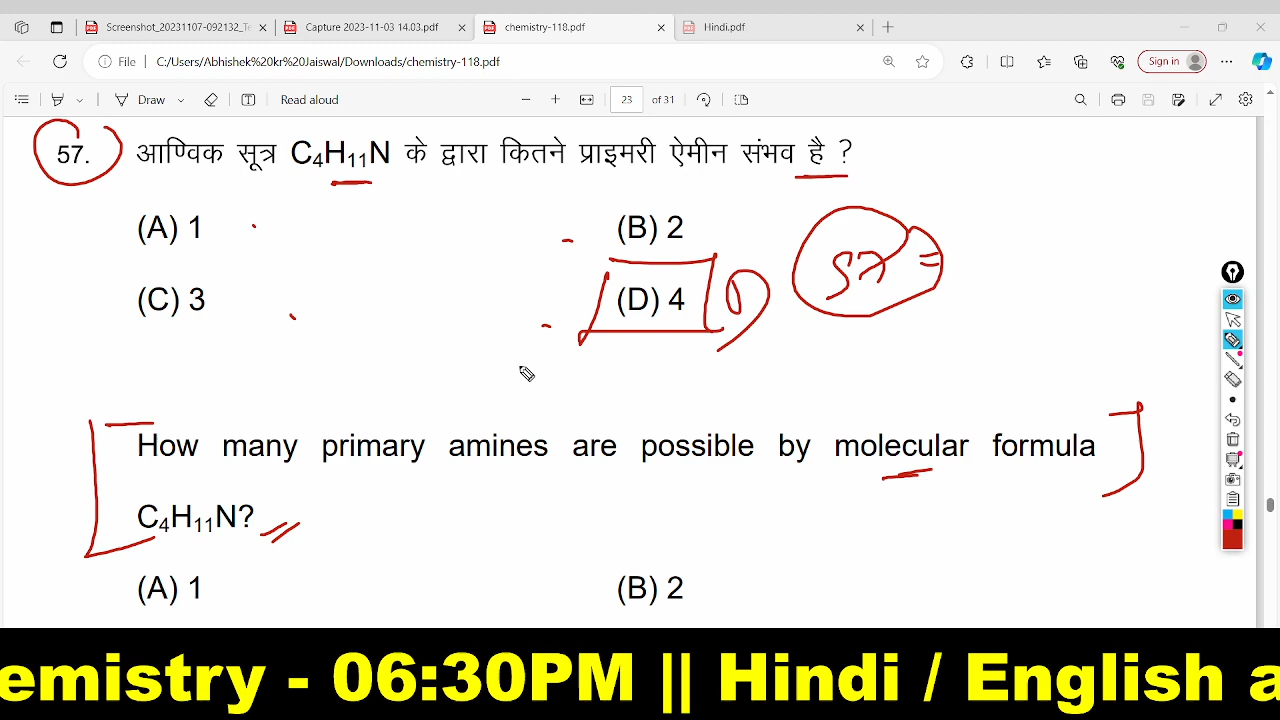 Screenshot_20231107-092132_Te
Capture 2023-11-03 14.03.pdf
chemistry-118.pdf
Hindi.pdf
File
C:/Users/Abhishek%20kr%20Jaiswal/Downloads/chemistry-118.pdf
Sign in
Draw
Read aloud
23 of 31
57. आण्विक सूत्र C₄H₁₁N के द्वारा कितने प्राइमरी ऐमीन संभव है ?
(A) 1 (B) 2
(C) 3 (D) 4 D 57 =
How many primary amines are possible by molecular formula
C₄H₁₁N?
(A) 1 (B) 2
emistry - 06:30PM || Hindi / English a